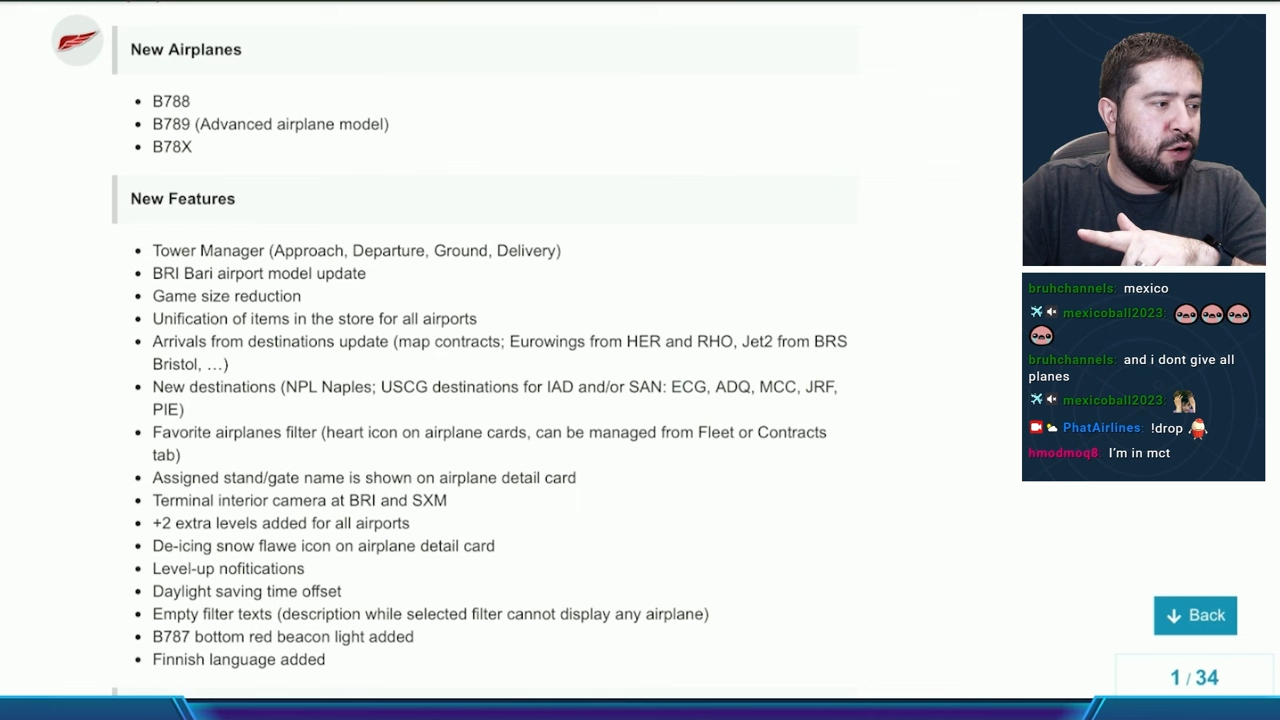 New Airplanes
• B788
• B789 (Advanced airplane model)
• B78X
New Features
• Tower Manager (Approach, Departure, Ground, Delivery)
• BRI Bari airport model update
• Game size reduction
• Unification of items in the store for all airports
• Arrivals from destinations update (map contracts; Eurowings from HER and RHO, Jet2 from BRS
Bristol, …)
• New destinations (NPL Naples; USCG destinations for IAD and/or SAN: ECG, ADQ, MCC, JRF,
PIE)
• Favorite airplanes filter (heart icon on airplane cards, can be managed from Fleet or Contracts
tab)
• Assigned stand/gate name is shown on airplane detail card
• Terminal interior camera at BRI and SXM
• +2 extra levels added for all airports
• De-icing snow flawe icon on airplane detail card
• Level-up nofitications
• Daylight saving time offset
• Empty filter texts (description while selected filter cannot display any airplane)
• B787 bottom red beacon light added
• Finnish language added
bruhchannels: mexico
mexicoball2023:
bruhchannels: and i dont give all
planes
mexicoball2023:
PhatAirlines: !drop
hmodmoq8: I'm in mct
Back
1 / 34